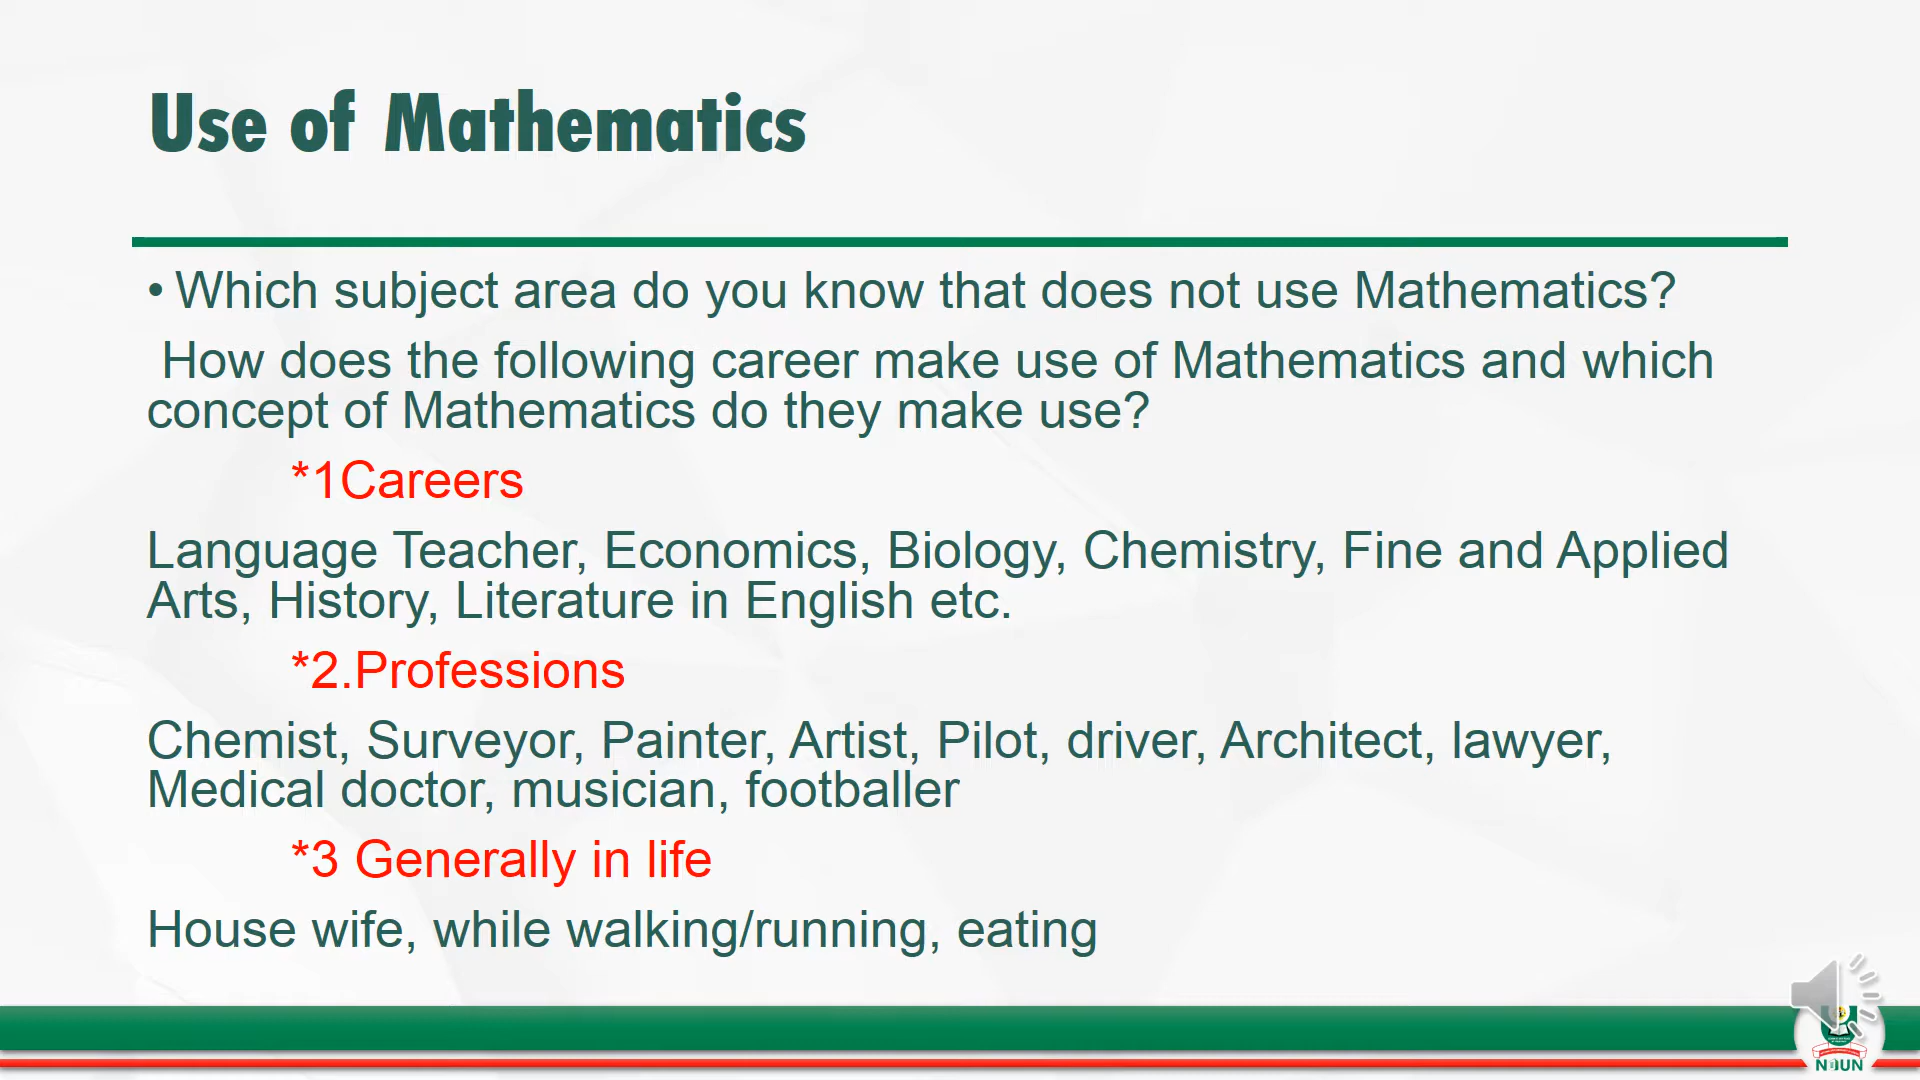 Use of Mathematics
• Which subject area do you know that does not use Mathematics?
How does the following career make use of Mathematics and which
concept of Mathematics do they make use?
*1Careers
Language Teacher, Economics, Biology, Chemistry, Fine and Applied
Arts, History, Literature in English etc.
*2.Professions
Chemist, Surveyor, Painter, Artist, Pilot, driver, Architect, lawyer,
Medical doctor, musician, footballer
*3 Generally in life
House wife, while walking/running, eating
NOUN